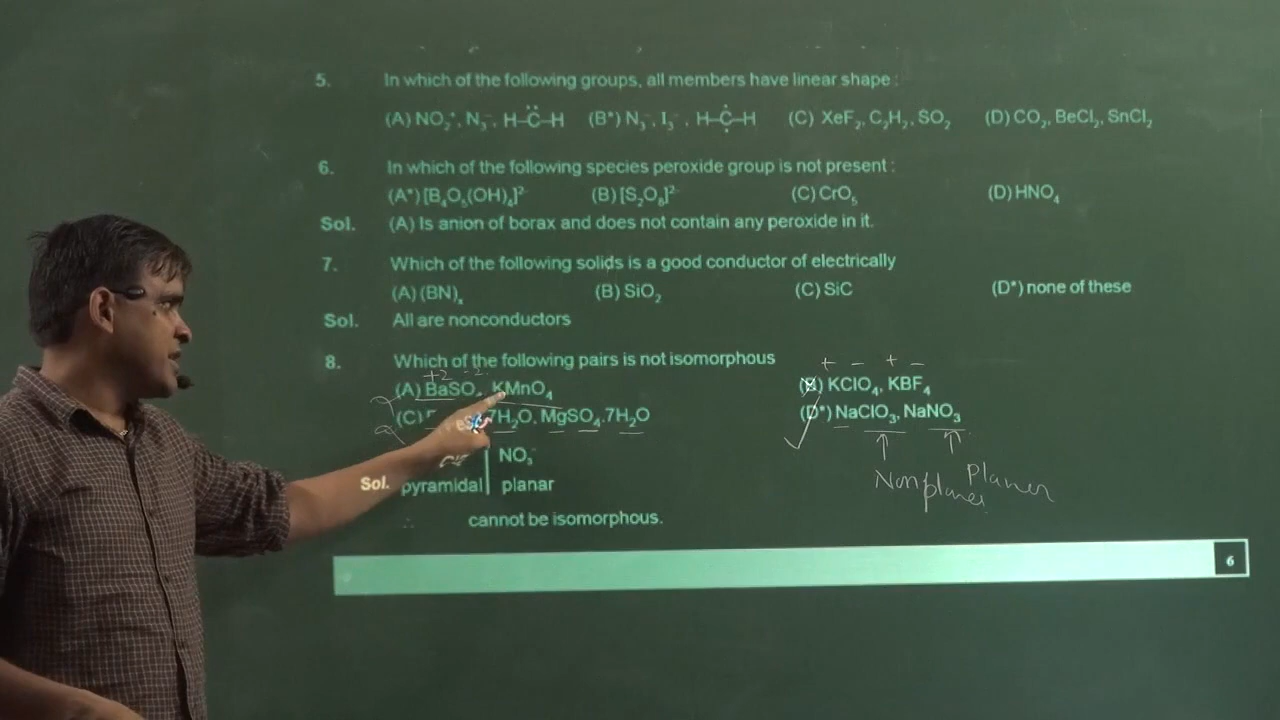 5. In which of the following groups, all members have linear shape :
(A) NO₂⁺, N₃⁻, H–C̈–H (B*) N₃⁻, I₃⁻, H–Ċ–H (C) XeF₂, C₂H₂, SO₂ (D) CO₂, BeCl₂, SnCl₂
6. In which of the following species peroxide group is not present :
(A*) [B₄O₅(OH)₄]²⁻ (B) [S₂O₈]²⁻ (C) CrO₅ (D) HNO₄
Sol. (A) Is anion of borax and does not contain any peroxide in it.
7. Which of the following solids is a good conductor of electrically
(A) (BN)ₓ (B) SiO₂ (C) SiC (D*) none of these
Sol. All are nonconductors
8. Which of the following pairs is not isomorphous
+2 -2 + - + -
(A) BaSO₄, KMnO₄ (B) KClO₄, KBF₄
(C) 7H₂O, MgSO₄.7H₂O (D*) NaClO₃, NaNO₃
NO₃⁻
Sol. pyramidal planar
Nonplaner Planer
∴ cannot be isomorphous.
6